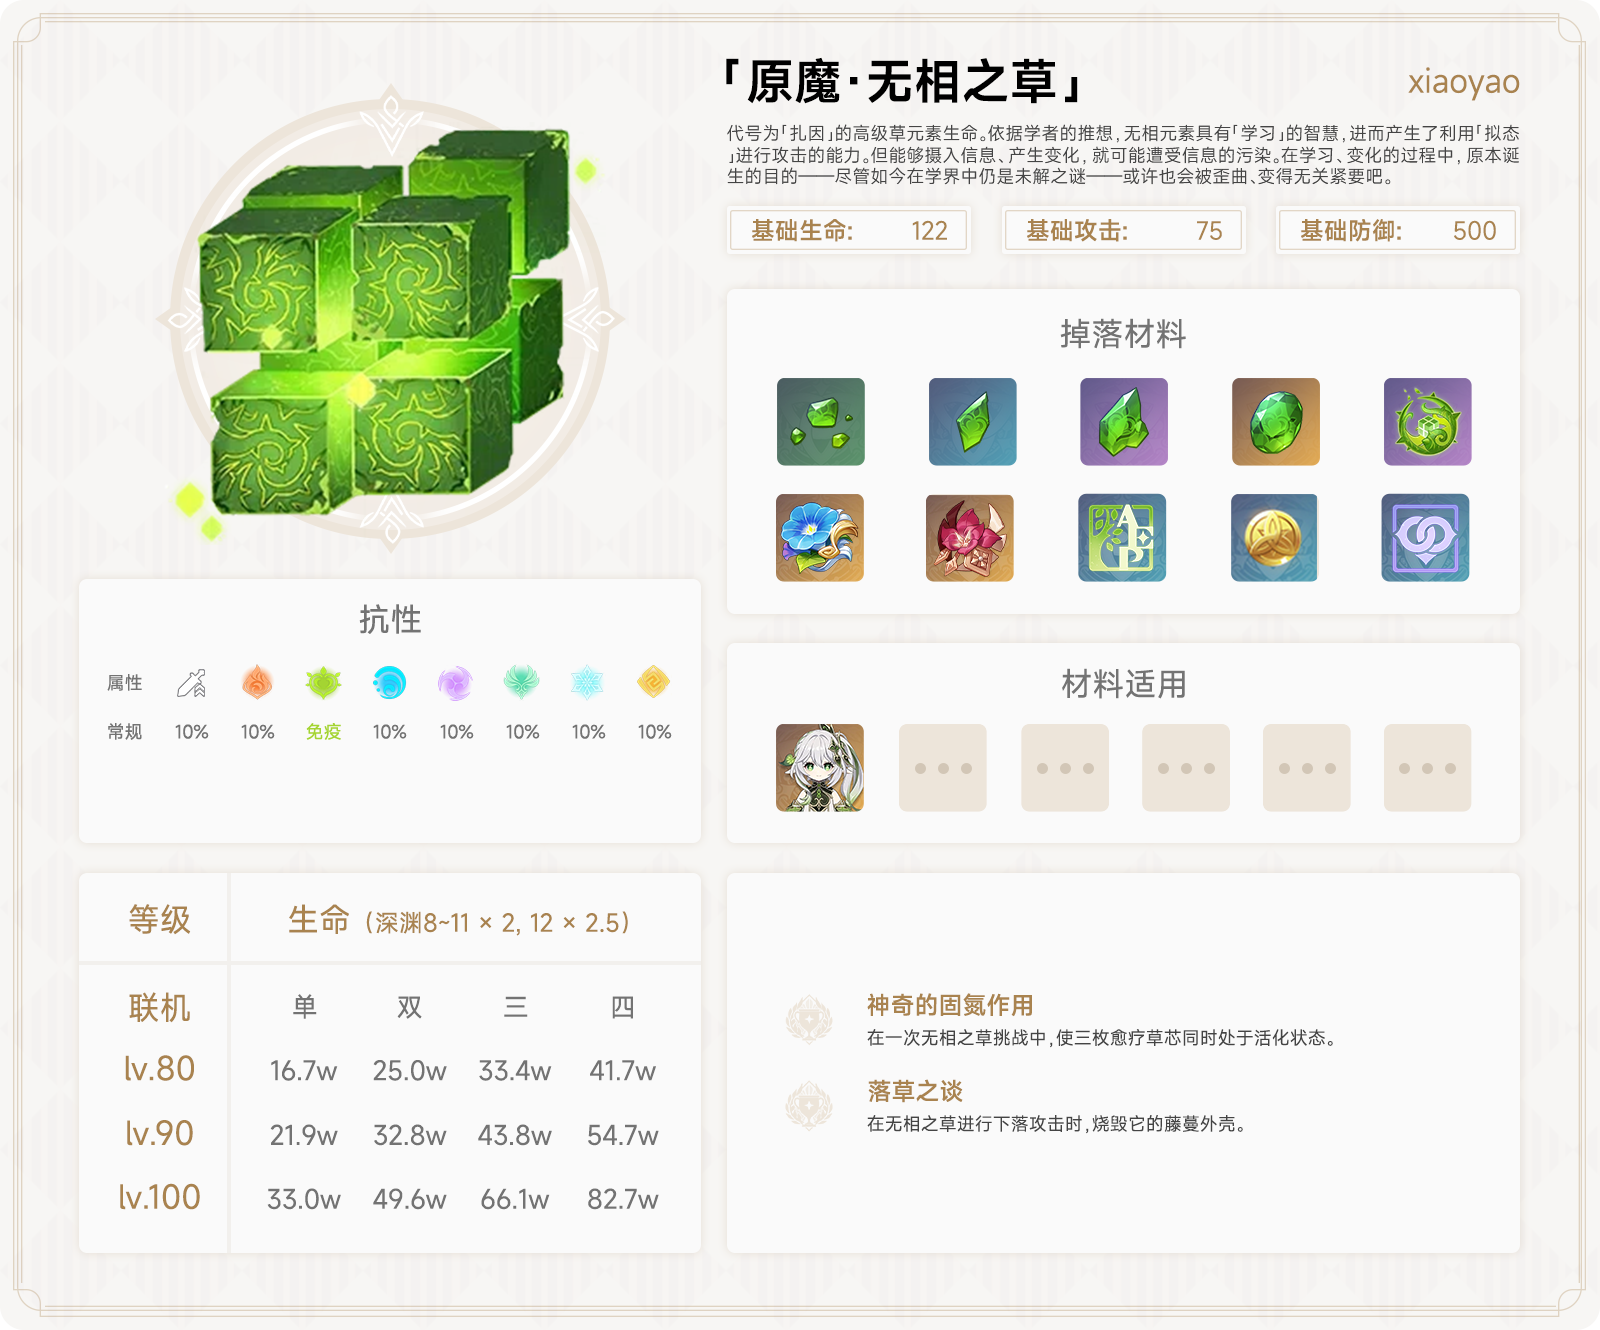 「原魔·无相之草」
xiaoyao
代号为「扎因」的高级草元素生命。依据学者的推想,无相元素具有「学习」的智慧,进而产生了利用「拟态
」进行攻击的能力。但能够摄入信息、产生变化,就可能遭受信息的污染。在学习、变化的过程中,原本诞
生的目的——尽管如今在学界中仍是未解之谜——或许也会被歪曲、变得无关紧要吧。
基础生命: 122
基础攻击: 75
基础防御: 500
掉落材料
AEP
抗性
属性
常规 10% 10% 免疫 10% 10% 10% 10% 10%
材料适用
等级 生命 (深渊8~11 × 2, 12 × 2.5)
联机 单 双 三 四
lv.80 16.7w 25.0w 33.4w 41.7w
lv.90 21.9w 32.8w 43.8w 54.7w
lv.100 33.0w 49.6w 66.1w 82.7w
神奇的固氮作用
在一次无相之草挑战中,使三枚愈疗草芯同时处于活化状态。
落草之谈
在无相之草进行下落攻击时,烧毁它的藤蔓外壳。